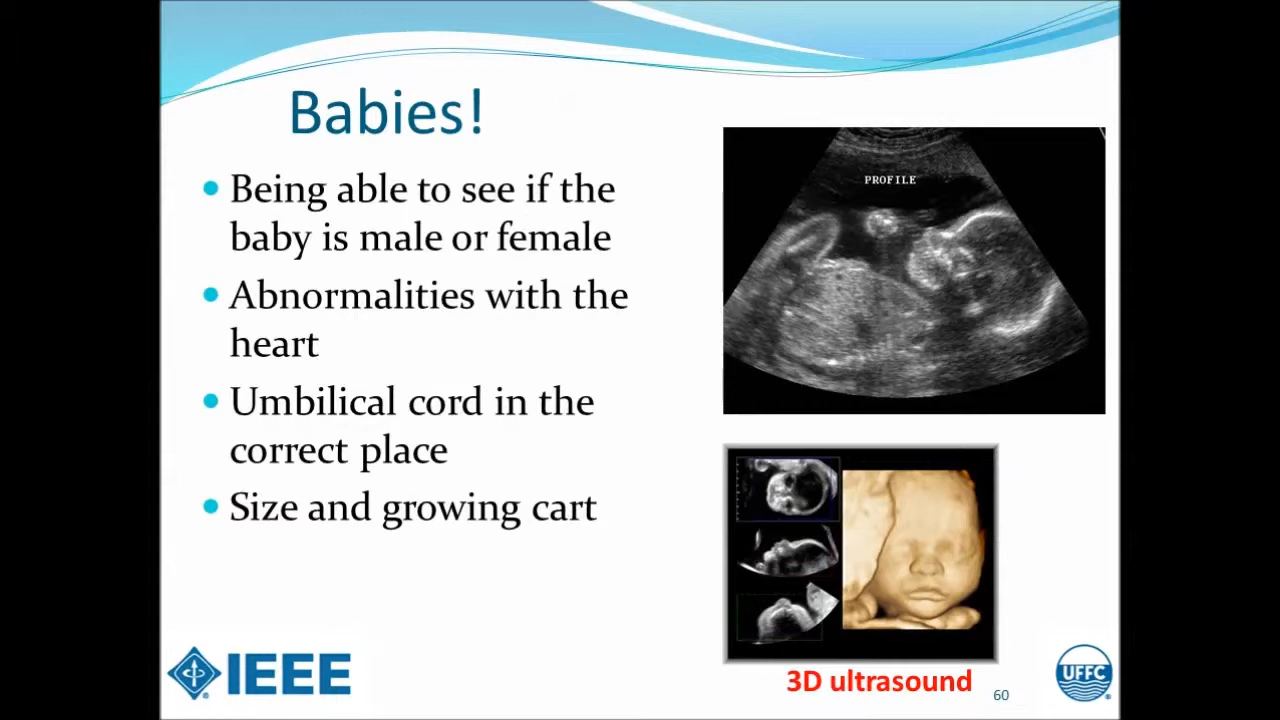 Babies!
Being able to see if the
baby is male or female
Abnormalities with the
heart
Umbilical cord in the
correct place
Size and growing cart
PROFILE
3D ultrasound
IEEE
UFFC
60